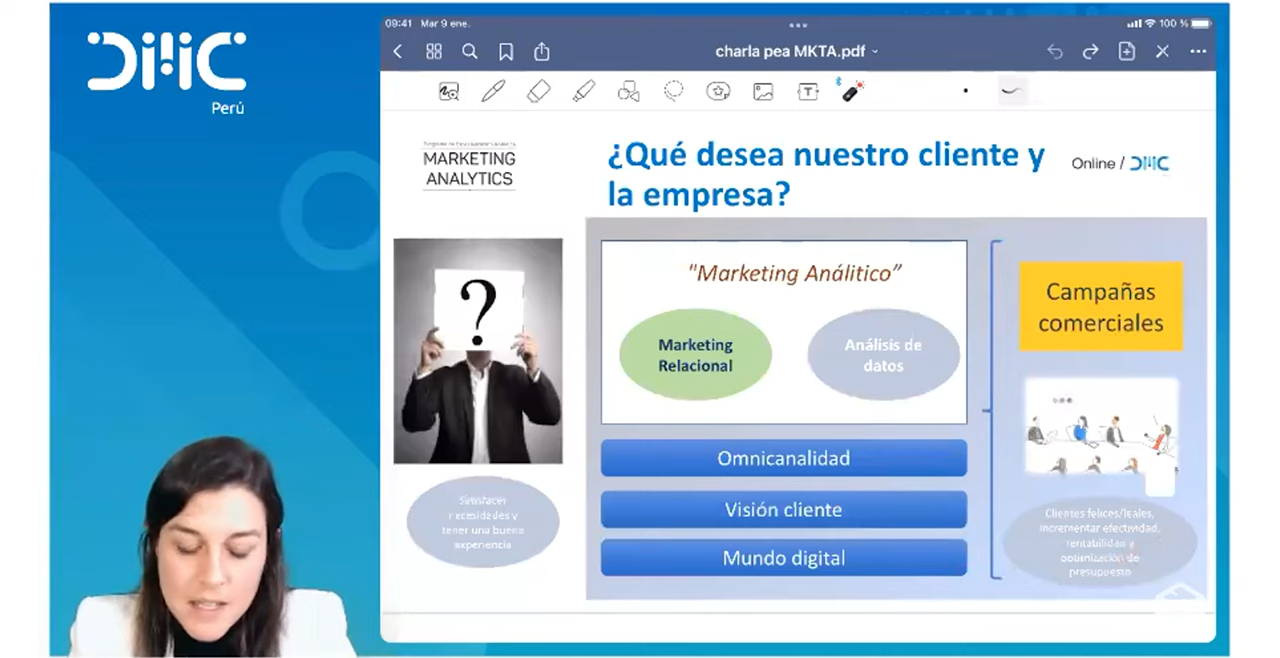 DMC
Perú
09:41 Mar 9 ene.
100 %
charla pea MKTA.pdf
MARKETING
ANALYTICS
¿Qué desea nuestro cliente y
la empresa?
Online / DMC
?
"Marketing Análitico”
Marketing
Relacional
Análisis de
datos
Omnicanalidad
Visión cliente
Mundo digital
Campañas
comerciales
Satisfacer
necesidades y
tener una buena
experiencia
Clientes felices/leales,
incrementar efectividad,
rentabilidad y
optimización de
presupuesto